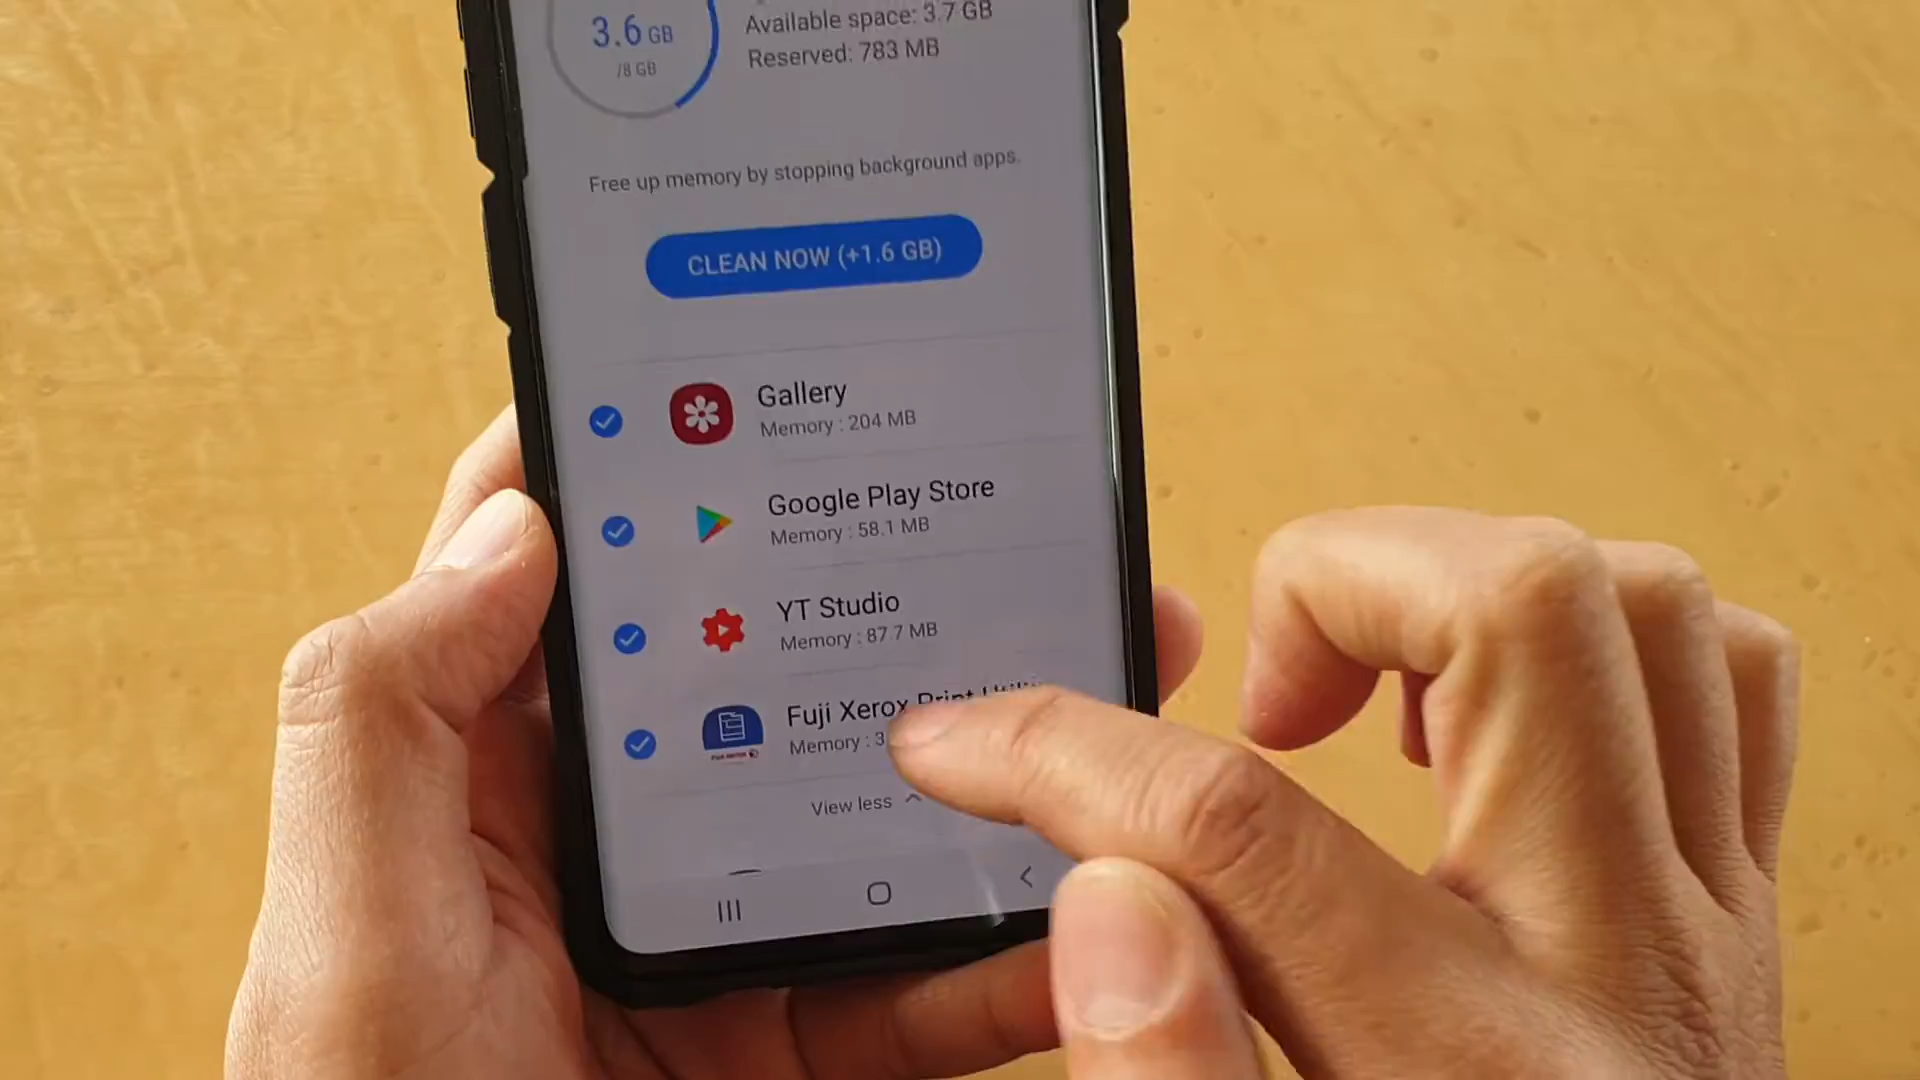 3.6 GB
/8 GB
Available space: 3.7 GB
Reserved: 783 MB
Free up memory by stopping background apps.
CLEAN NOW (+1.6 GB)
Gallery
Memory : 204 MB
Google Play Store
Memory : 58.1 MB
YT Studio
Memory : 87.7 MB
Fuji Xerox Print
Memory : 3
View less